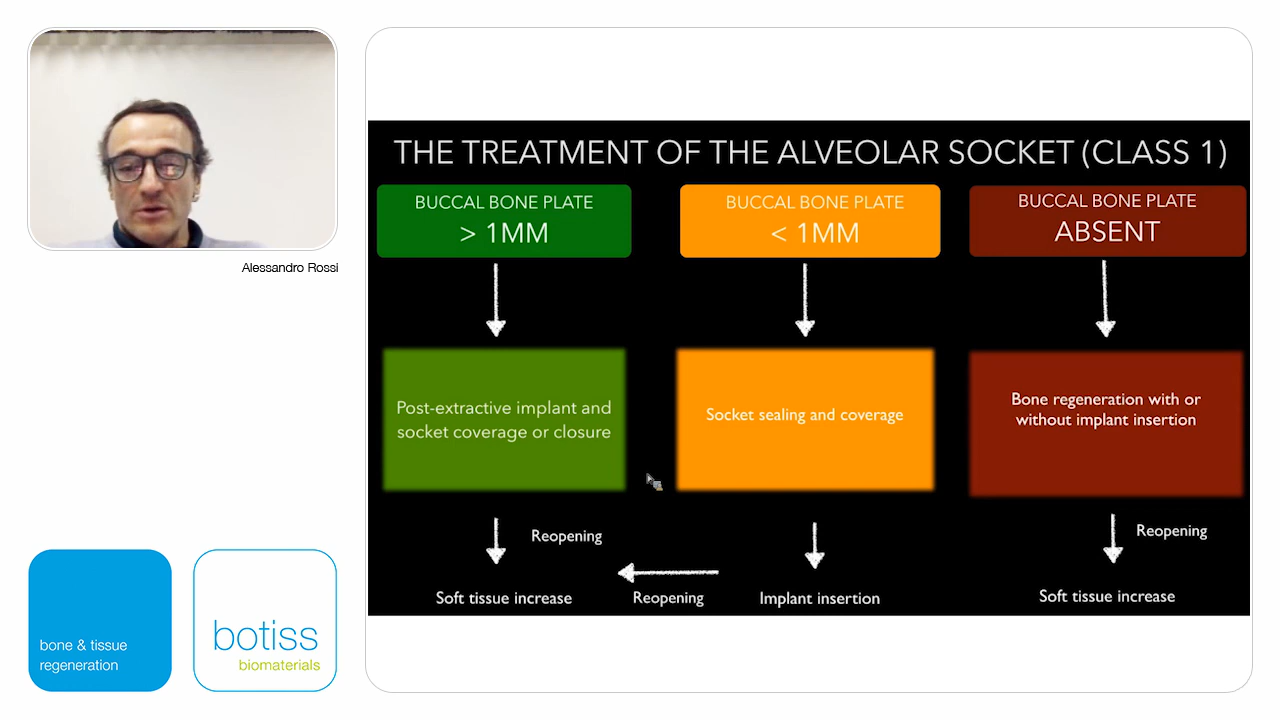 Alessandro Rossi
bone & tissue
regeneration
botiss
biomaterials
THE TREATMENT OF THE ALVEOLAR SOCKET (CLASS 1)
BUCCAL BONE PLATE
> 1MM
BUCCAL BONE PLATE
< 1MM
BUCCAL BONE PLATE
ABSENT
Post-extractive implant and
socket coverage or closure
Socket sealing and coverage
Bone regeneration with or
without implant insertion
Reopening
Soft tissue increase
Reopening
Implant insertion
Reopening
Soft tissue increase